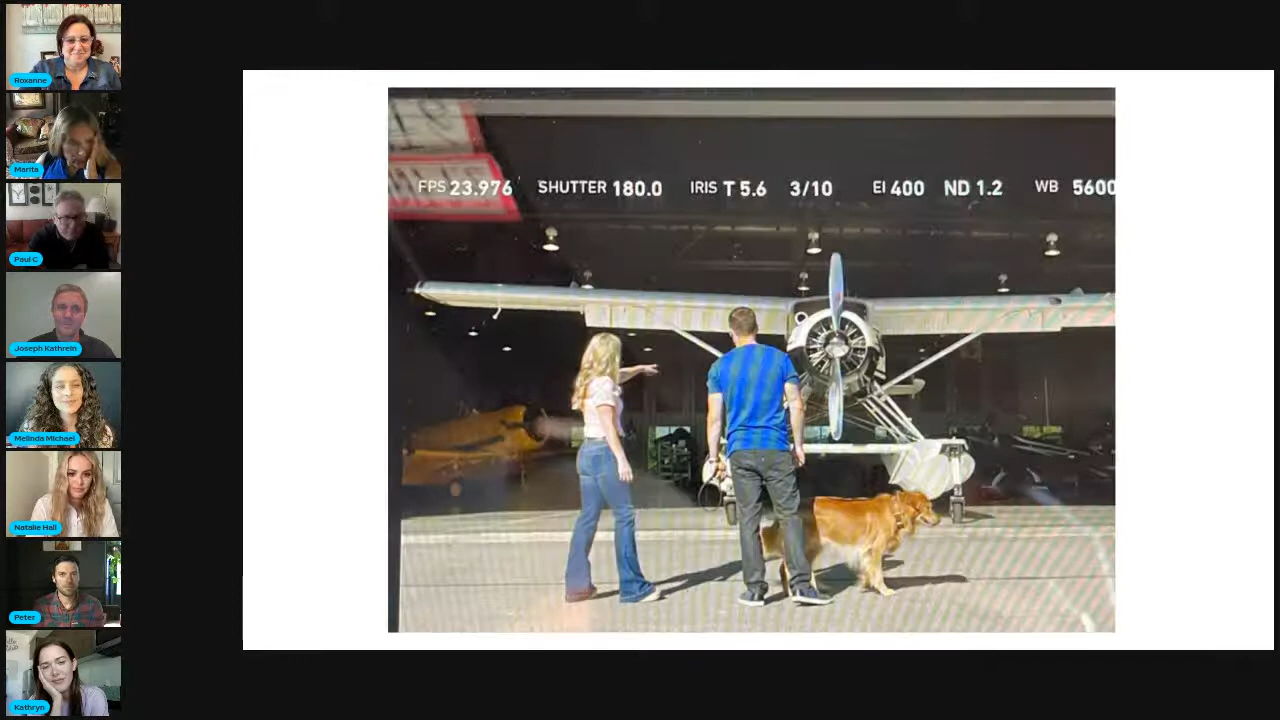 Roxanne
Marita
Paul C
Joseph Kathrein
Melinda Michael
Natalie Hall
Peter
Kathryn
FPS 23.976 SHUTTER 180.0 IRIS T 5.6 3/10 EI 400 ND 1.2 WB 5600